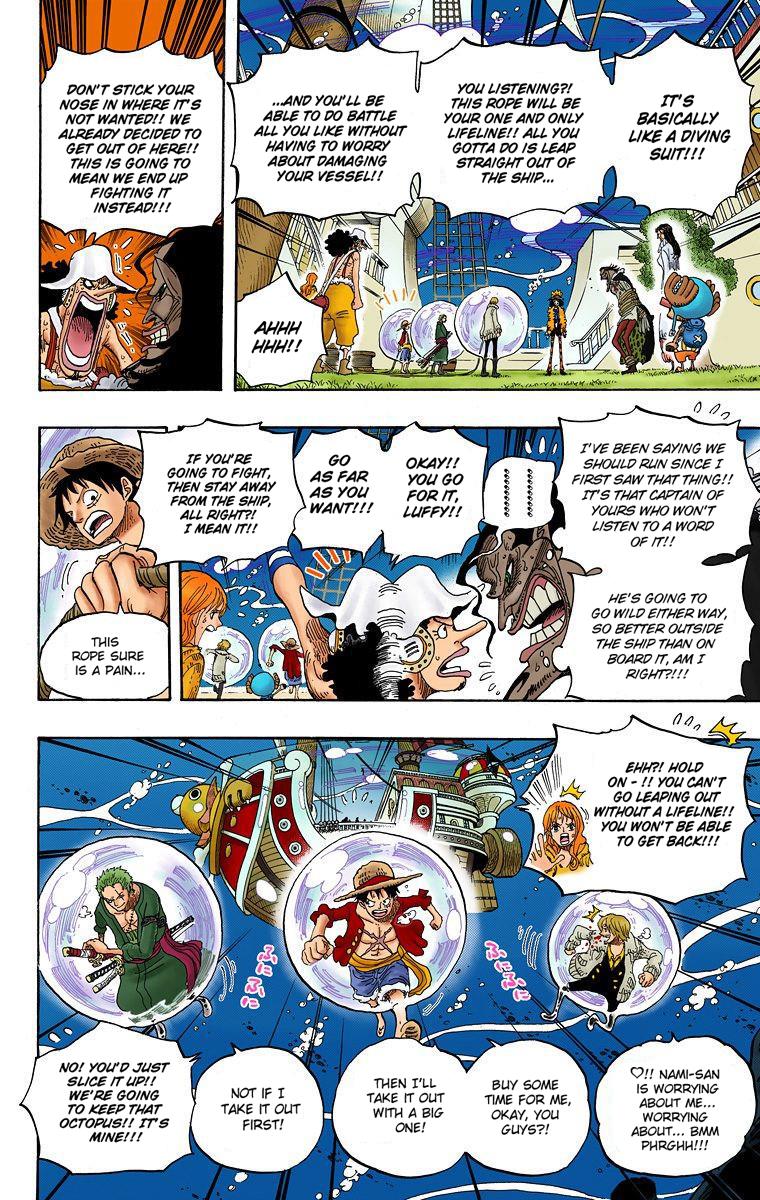 IT'S
BASICALLY
LIKE A DIVING
SUIT!!!
YOU LISTENING?!
THIS ROPE WILL BE
YOUR ONE AND ONLY
LIFELINE!! ALL YOU
GOTTA DO IS LEAP
STRAIGHT OUT OF
THE SHIP...
...AND YOU'LL BE
ABLE TO DO BATTLE
ALL YOU LIKE WITHOUT
HAVING TO WORRY
ABOUT DAMAGING
YOUR VESSEL!!
AHHH
HHH!!
DON'T STICK YOUR
NOSE IN WHERE IT'S
NOT WANTED!! WE
ALREADY DECIDED TO
GET OUT OF HERE!!
THIS IS GOING TO
MEAN WE END UP
FIGHTING IT
INSTEAD!!!
I'VE BEEN SAYING WE
SHOULD RUN SINCE I
FIRST SAW THAT THING!!
IT'S THAT CAPTAIN OF
YOURS WHO WON'T
LISTEN TO A WORD
OF IT!!
HE'S GOING TO
GO WILD EITHER WAY,
SO BETTER OUTSIDE
THE SHIP THAN ON
BOARD IT, AM I
RIGHT?!!!
OKAY!!
YOU GO
FOR IT,
LUFFY!!
GO
AS FAR
AS YOU
WANT!!!
IF YOU'RE
GOING TO FIGHT,
THEN STAY AWAY
FROM THE SHIP,
ALL RIGHT?!
I MEAN IT!!
THIS
ROPE SURE
IS A PAIN...
EHH?! HOLD
ON - !! YOU CAN'T
GO LEAPING OUT
WITHOUT A LIFELINE!!
YOU WON'T BE ABLE
TO GET BACK!!!
ふにふに
ふにふに
♡!! NAMI-SAN
IS WORRYING
ABOUT ME...
WORRYING
ABOUT... BMM
PHRGHH!!!
BUY SOME
TIME FOR ME,
OKAY, YOU
GUYS?!
THEN I'LL
TAKE IT OUT
WITH A BIG
ONE!
NOT IF I
TAKE IT OUT
FIRST!
NO! YOU'D JUST
SLICE IT UP!!
WE'RE GOING
TO KEEP THAT
OCTOPUS!! IT'S
MINE!!!